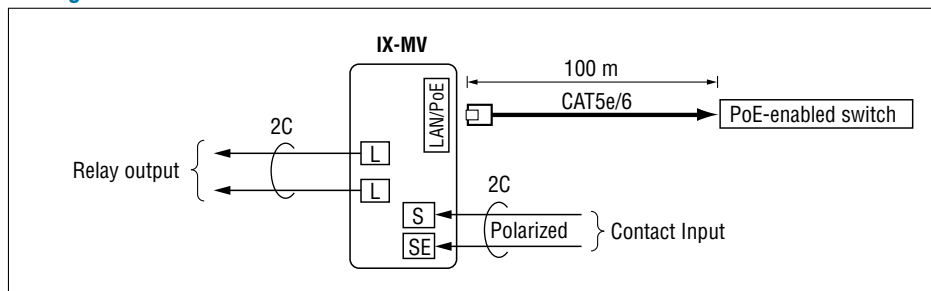 IX-MV
100 m
LAN/PoE
CAT5e/6
PoE-enabled switch
2C
Relay output
L
L
2C
S
Polarized
Contact Input
SE